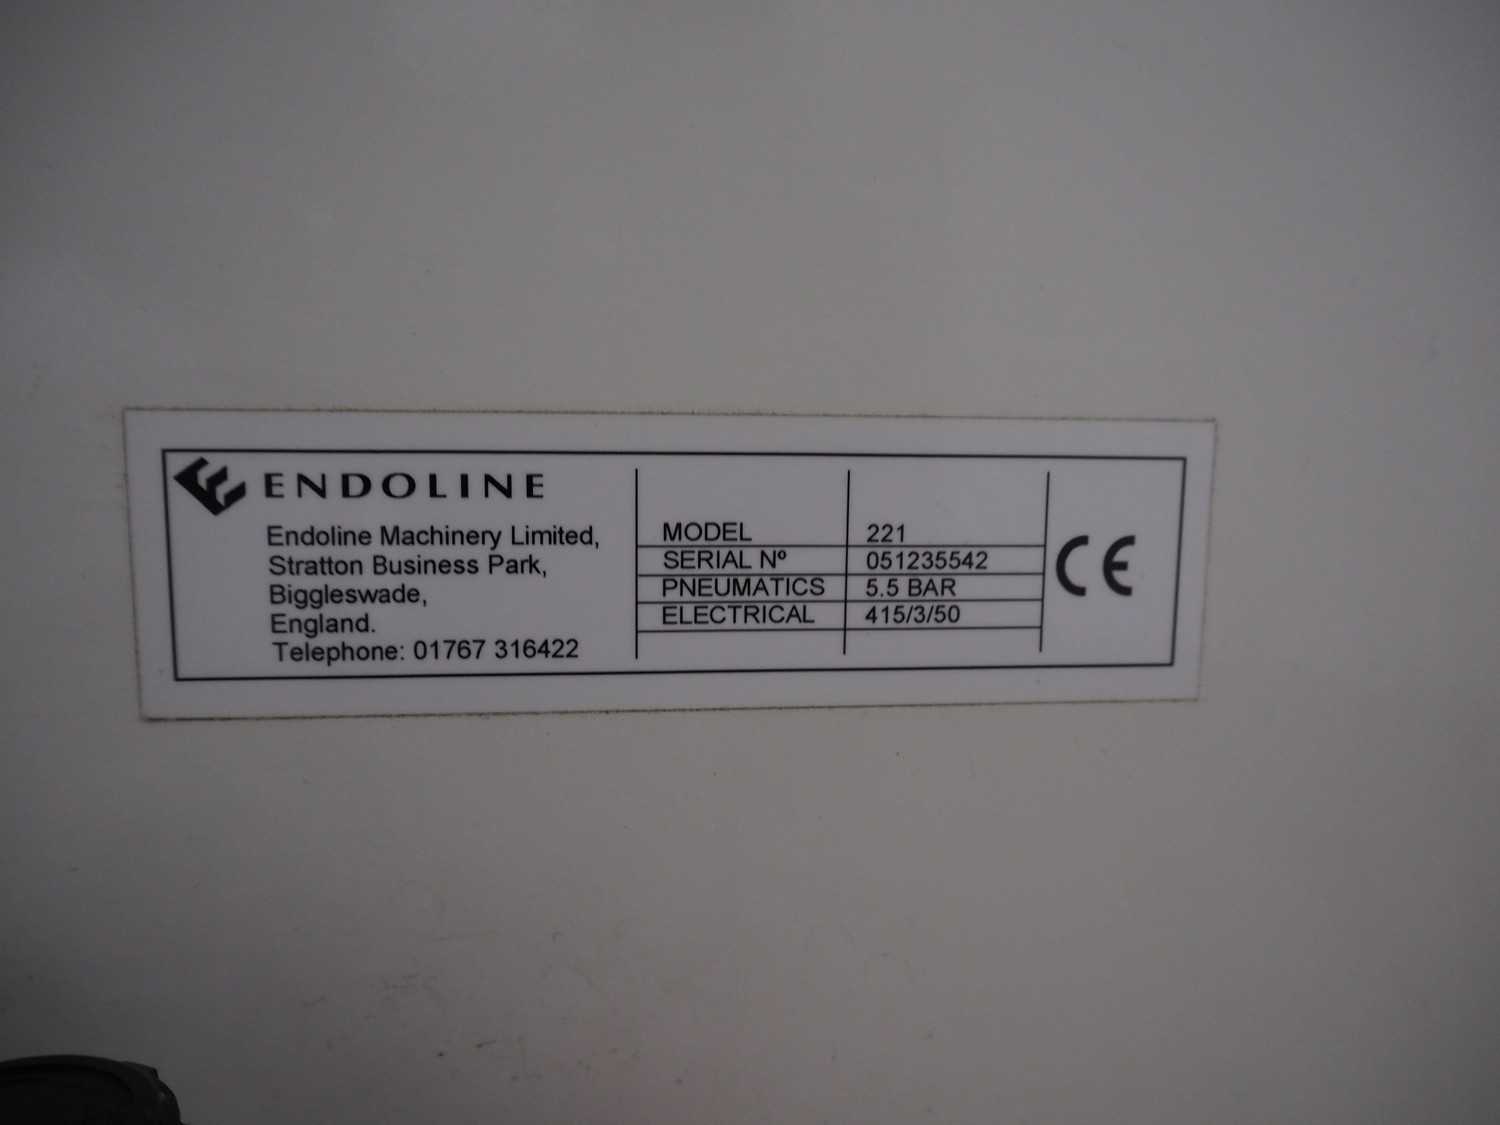 ENDOLINE
Endoline Machinery Limited,
Stratton Business Park,
Biggleswade,
England.
Telephone: 01767 316422
MODEL 221
SERIAL Nº 051235542
PNEUMATICS 5.5 BAR
ELECTRICAL 415/3/50
CE